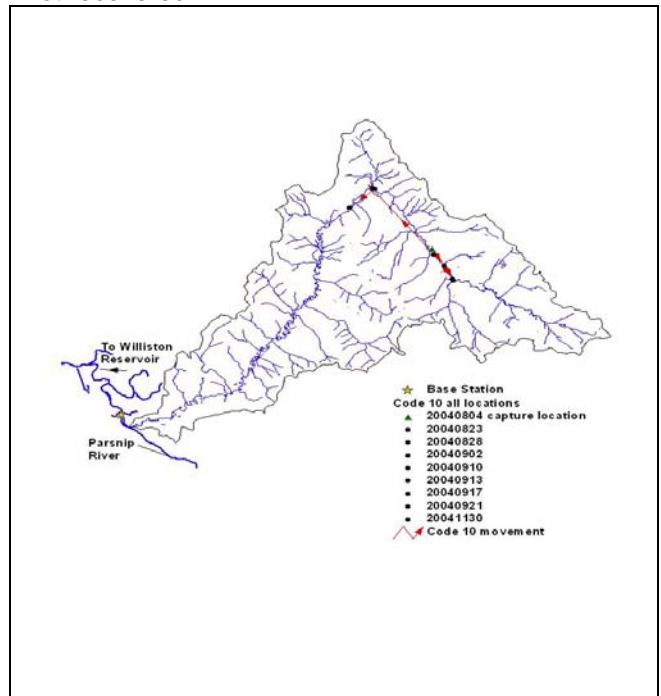 To Williston
Reservoir
Parsnip
River
Base Station
Code 10 all locations
20040804 capture location
20040823
20040828
20040902
20040910
20040913
20040917
20040921
20041130
Code 10 movement